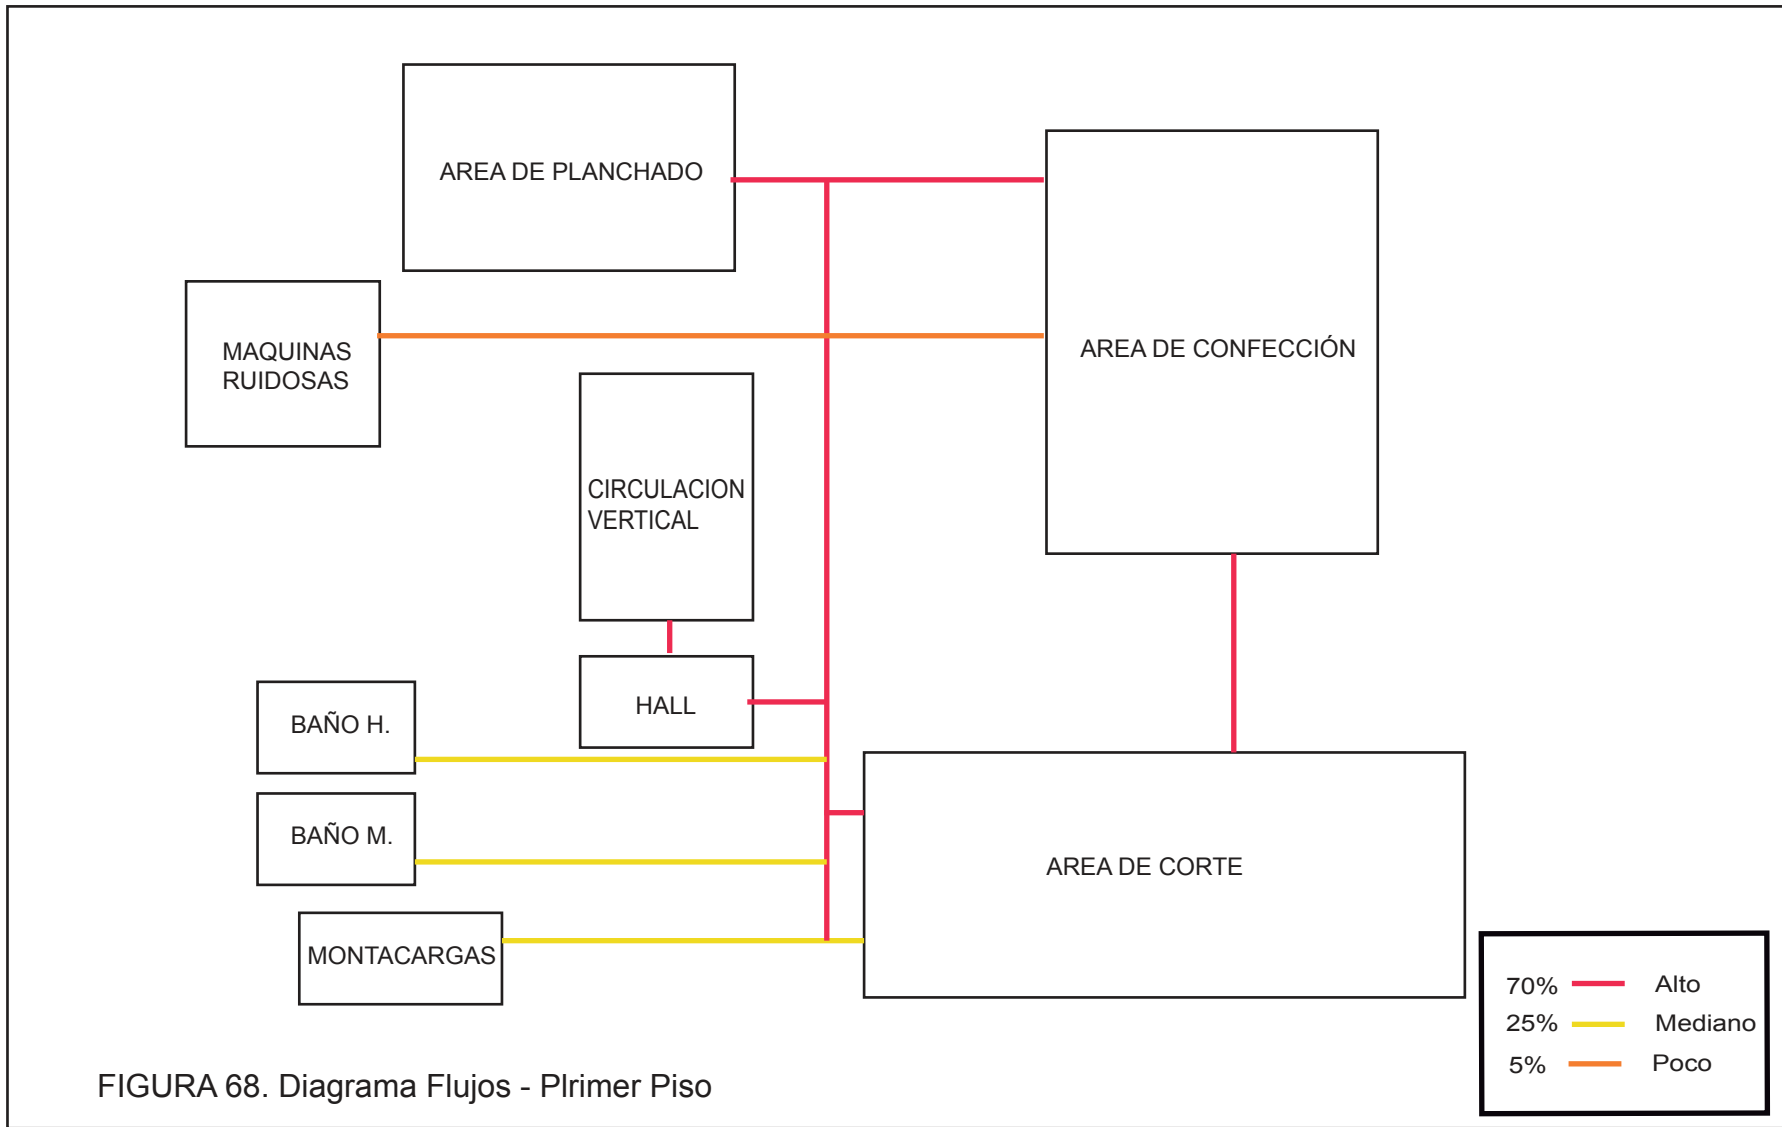 AREA DE PLANCHADO
MAQUINAS
RUIDOSAS
AREA DE CONFECCIÓN
CIRCULACION
VERTICAL
HALL
BAÑO H.
BAÑO M.
AREA DE CORTE
MONTACARGAS
70% Alto
25% Mediano
5% Poco
FIGURA 68. Diagrama Flujos - Plrimer Piso